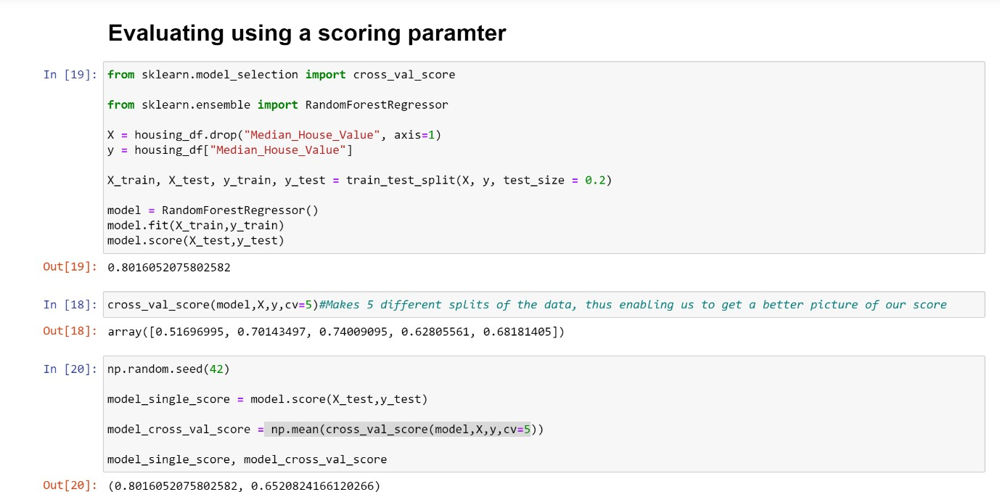 Evaluating using a scoring paramter
In [19]: from sklearn.model_selection import cross_val_score
from sklearn.ensemble import RandomForestRegressor
X = housing_df.drop("Median_House_Value", axis=1)
y = housing_df["Median_House_Value"]
X_train, X_test, y_train, y_test = train_test_split(X, y, test_size = 0.2)
model = RandomForestRegressor()
model.fit(X_train,y_train)
model.score(X_test,y_test)
Out[19]: 0.8016052075802582
In [18]: cross_val_score(model,X,y,cv=5)#Makes 5 different splits of the data, thus enabling us to get a better picture of our score
Out[18]: array([0.51696995, 0.70143497, 0.74009095, 0.62805561, 0.68181405])
In [20]: np.random.seed(42)
model_single_score = model.score(X_test,y_test)
model_cross_val_score = np.mean(cross_val_score(model,X,y,cv=5))
model_single_score, model_cross_val_score
Out[20]: (0.8016052075802582, 0.6520824166120266)